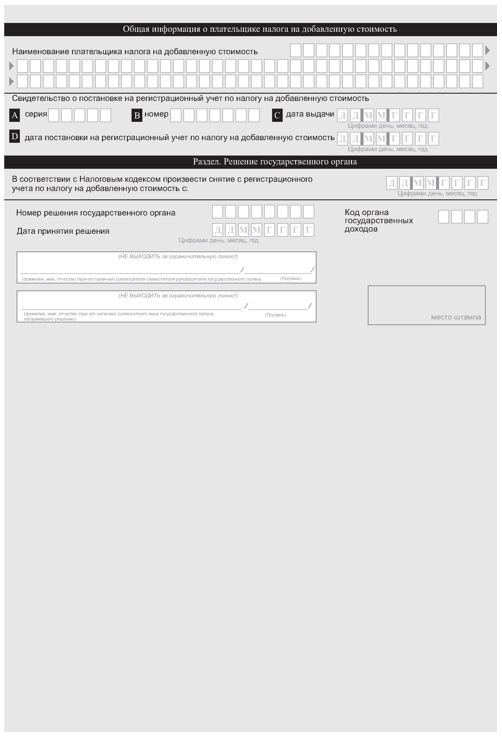 Общая информация о плательщике налога на добавленную стоимость
Наименование плательщика налога на добавленную стоимость
Свидетельство о постановке на регистрационный учет по налогу на добавленную стоимость
A серия B номер C дата выдачи Д Д М М Г Г Г Г
Цифрами день, месяц, год
D дата постановки на регистрационный учет по налогу на добавленную стоимость Д Д М М Г Г Г Г
Цифрами день, месяц, год
Раздел. Решение государственного органа
В соответствии с Налоговым кодексом произвести снятие с регистрационного
учета по налогу на добавленную стоимость с: Д Д М М Г Г Г Г
Цифрами день, месяц, год
Номер решения государственного органа
Дата принятия решения Д Д М М Г Г Г Г
Цифрами день, месяц, год
Код органа
государственных
доходов
(НЕ ВЫХОДИТЬ за ограничительную линию!)
/ /
(фамилия, имя, отчество (при его наличии) руководителя (заместителя руководителя) государственного органа (Подпись)
(НЕ ВЫХОДИТЬ за ограничительную линию!)
/ /
(фамилия, имя, отчество (при его наличии) должностного лица государственного органа, (Подпись)
оформившего решение)
место штампа